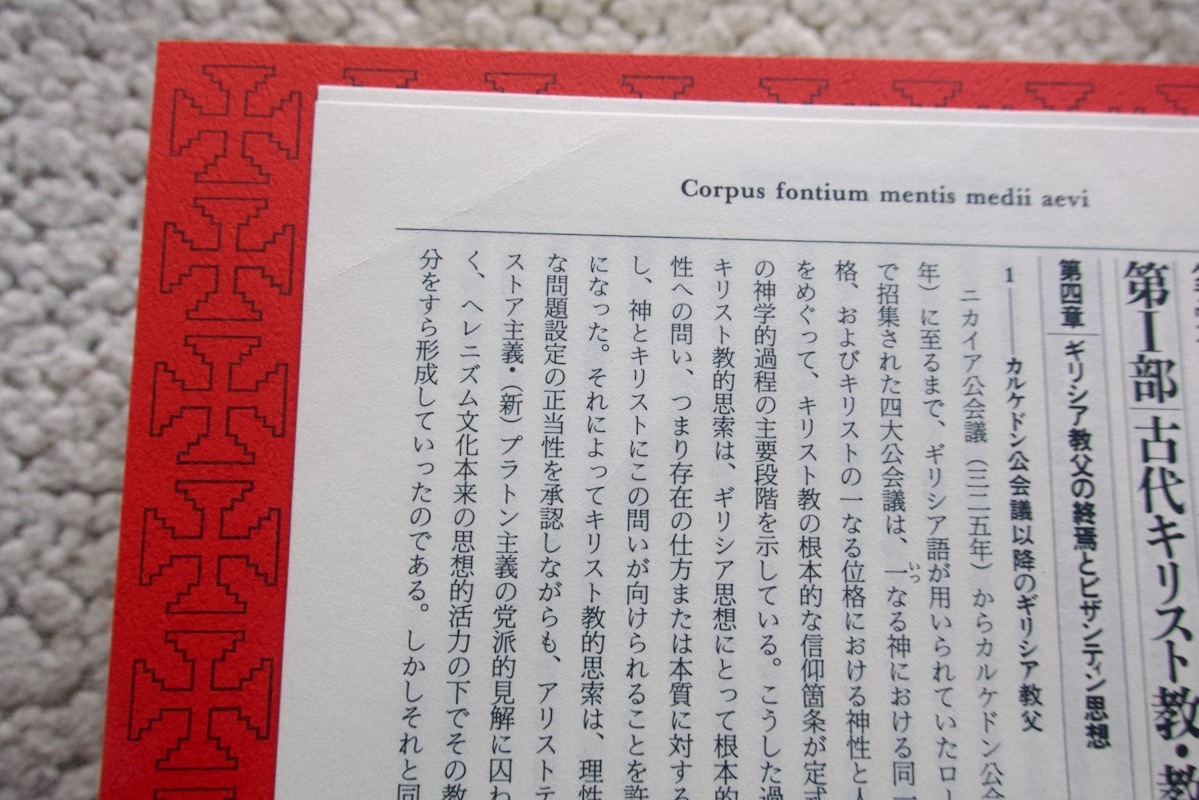 Corpus fontium mentis medii aevi
第Ⅰ部 古代キリスト教・教
第四章 ギリシア教父の終焉とビザンティン思想
1――カルケドン公会議以降のギリシア教父
ニカイア公会議（三二五年）からカルケドン公会
年）に至るまで、ギリシア語が用いられていたロー
で招集された四大公会議は、一なる神における同一
格、およびキリストの一なる位格における神性と人
をめぐって、キリスト教の根本的な信仰箇条が定式
の神学的過程の主要段階を示している。こうした過
キリスト教的思索は、ギリシア思想にとって根本的
性への問い、つまり存在の仕方または本質に対する
し、神とキリストにこの問いが向けられることを許
になった。それによってキリスト教的思索は、理性
な問題設定の正当性を承認しながらも、アリストテ
ストア主義・（新）プラトン主義の党派的見解に囚わ
く、ヘレニズム文化本来の思想的活力の下でその教
分をすら形成していったのである。しかしそれと同